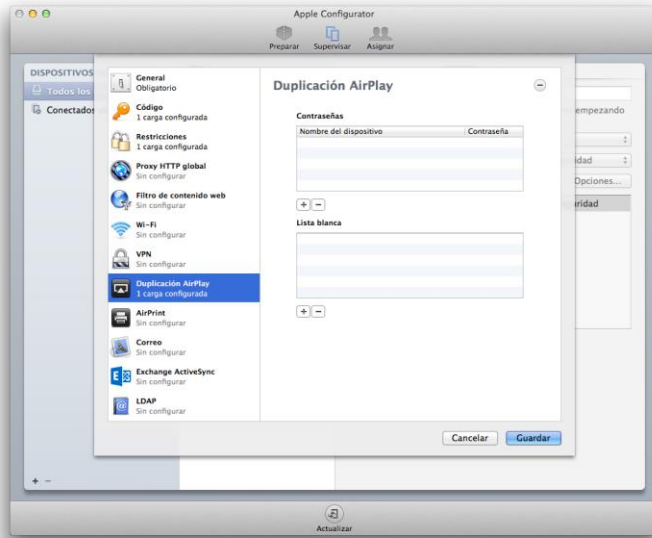 Apple Configurator
Preparar Supervisar Asignar
DISPOSITIVOS
Todos los
Conectados
General
Obligatorio
Código
1 carga configurada
Restricciones
1 carga configurada
Proxy HTTP global
Sin configurar
Filtro de contenido web
Sin configurar
Wi-Fi
Sin configurar
VPN
Sin configurar
Duplicación AirPlay
1 carga configurada
AirPrint
Sin configurar
Correo
Sin configurar
Exchange ActiveSync
Sin configurar
LDAP
Sin configurar
Duplicación AirPlay
Contraseñas
Nombre del dispositivo Contraseña
+ −
Lista blanca
+ −
Cancelar Guardar
empezando
idad
Opciones...
uridad
+ −
Actualizar